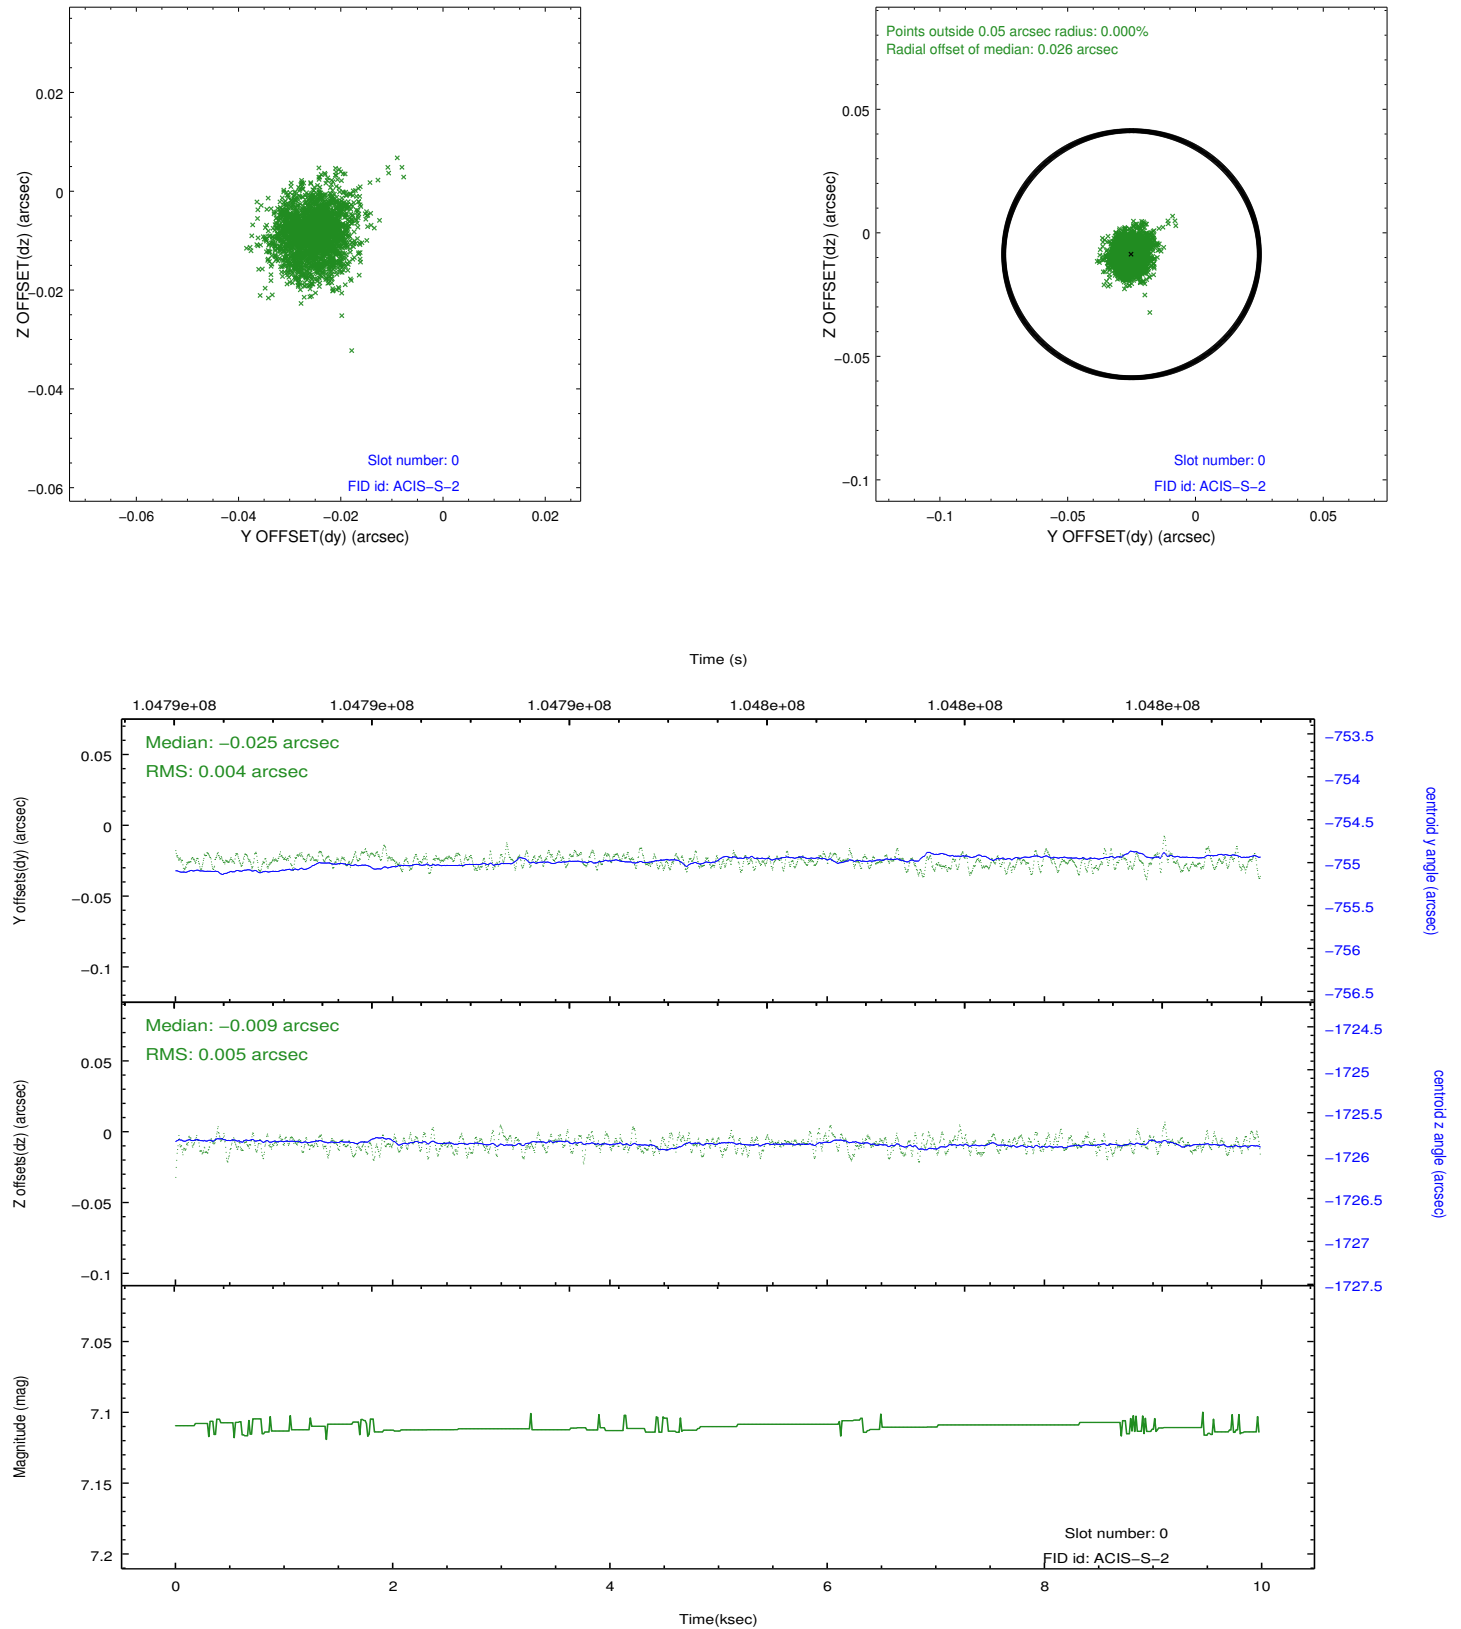 0.02
0
−0.02
−0.04
−0.06
Z OFFSET(dz) (arcsec)
Slot number: 0
FID id: ACIS−S−2
−0.06 −0.04 −0.02 0 0.02
Y OFFSET(dy) (arcsec)
Points outside 0.05 arcsec radius: 0.000%
Radial offset of median: 0.026 arcsec
0.05
0
−0.05
−0.1
Z OFFSET(dz) (arcsec)
Slot number: 0
FID id: ACIS−S−2
−0.1 −0.05 0 0.05
Y OFFSET(dy) (arcsec)
Time (s)
1.0479e+08 1.0479e+08 1.0479e+08 1.048e+08 1.048e+08 1.048e+08
Median: −0.025 arcsec
RMS: 0.004 arcsec
0.05
0
−0.05
−0.1
Y offsets(dy) (arcsec)
−753.5
−754
−754.5
−755
−755.5
−756
−756.5
centroid y angle (arcsec)
Median: −0.009 arcsec
RMS: 0.005 arcsec
0.05
0
−0.05
−0.1
Z offsets(dz) (arcsec)
−1724.5
−1725
−1725.5
−1726
−1726.5
−1727
−1727.5
centroid z angle (arcsec)
7.05
7.1
7.15
7.2
Magnitude (mag)
Slot number: 0
FID id: ACIS−S−2
0 2 4 6 8 10
Time(ksec)